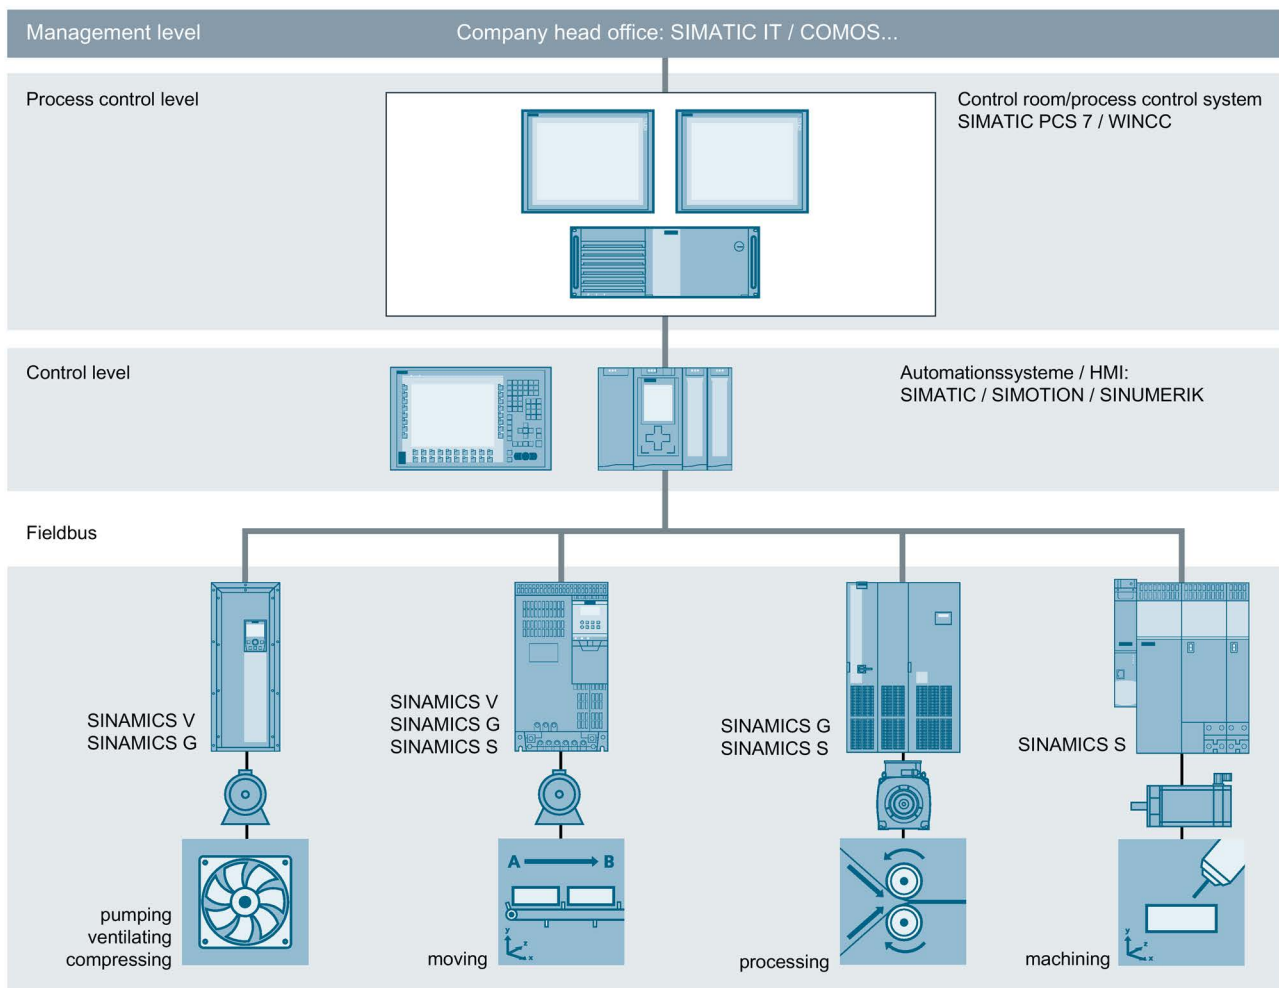 Management level
Company head office: SIMATIC IT / COMOS...
Process control level
Control room/process control system
SIMATIC PCS 7 / WINCC
Control level
Automationssysteme / HMI:
SIMATIC / SIMOTION / SINUMERIK
Fieldbus
SINAMICS V
SINAMICS G
SINAMICS V
SINAMICS G
SINAMICS S
SINAMICS G
SINAMICS S
SINAMICS S
pumping
ventilating
compressing
A B
y
z
x
moving
processing
y
z
x
machining